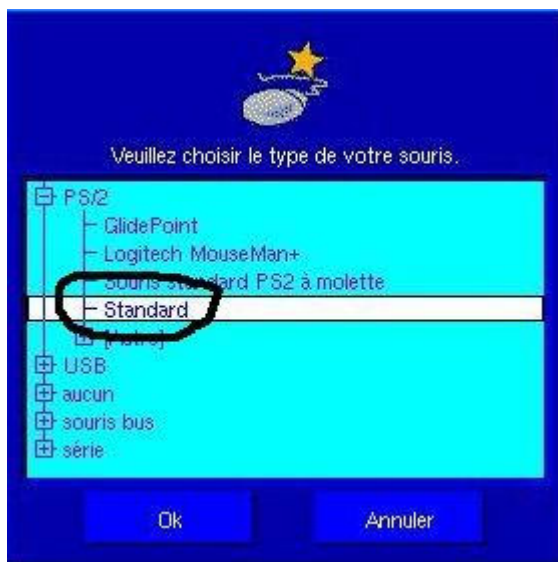 Veuillez choisir le type de votre souris.
PS/2
GlidePoint
Logitech MouseMan+
Souris standard PS2 à molette
Standard
[Autre]
USB
aucun
souris bus
série
Ok
Annuler